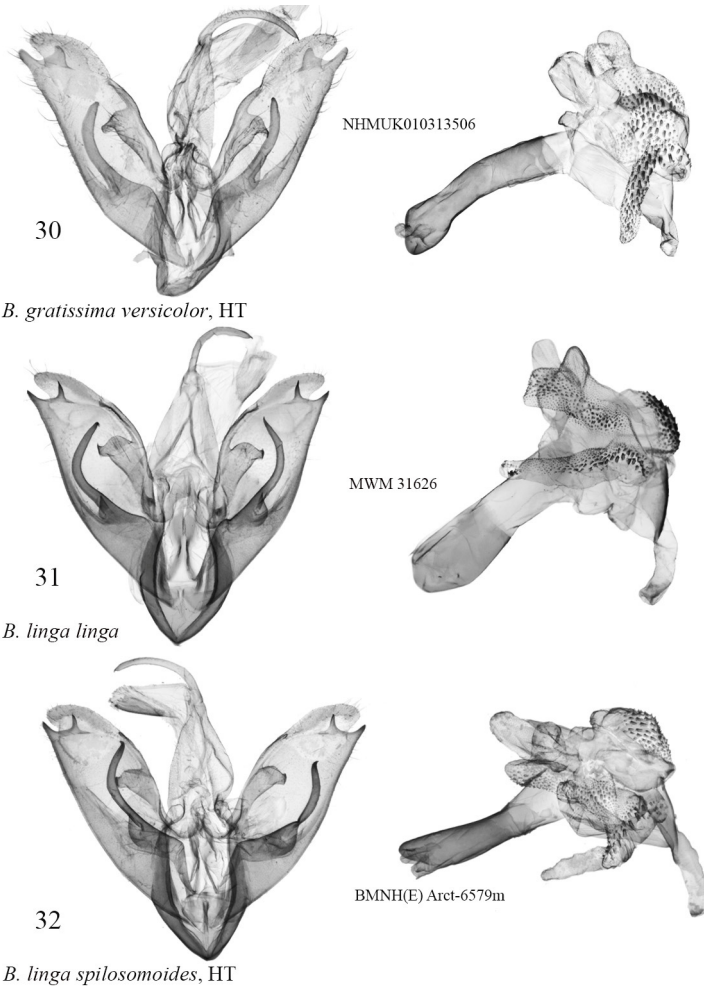 NHMUK010313506
30
B. gratissima versicolor, HT
MWM 31626
31
B. linga linga
BMNH(E) Arct-6579m
32
B. linga spilosomoides, HT